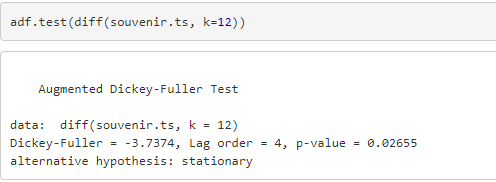 adf.test(diff(souvenir.ts, k=12))
Augmented Dickey-Fuller Test
data:  diff(souvenir.ts, k = 12)
Dickey-Fuller = -3.7374, Lag order = 4, p-value = 0.02655
alternative hypothesis: stationary